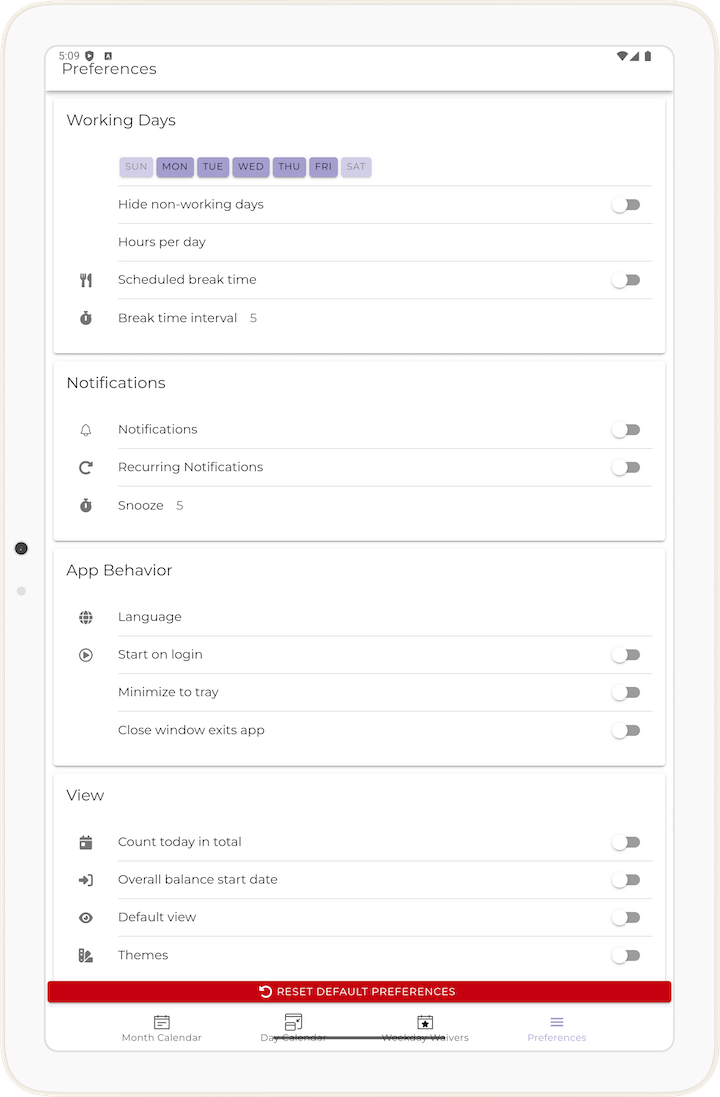 5:09
Preferences
Working Days
SUN MON TUE WED THU FRI SAT
Hide non-working days
Hours per day
Scheduled break time
Break time interval 5
Notifications
Notifications
Recurring Notifications
Snooze 5
App Behavior
Language
Start on login
Minimize to tray
Close window exits app
View
Count today in total
Overall balance start date
Default view
Themes
RESET DEFAULT PREFERENCES
Month Calendar Day Calendar Weekday Waivers Preferences